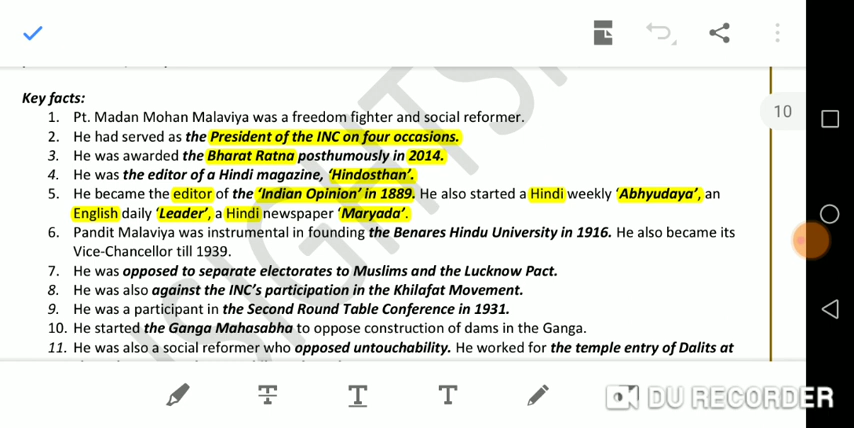 Key facts:
1. Pt. Madan Mohan Malaviya was a freedom fighter and social reformer.
2. He had served as the President of the INC on four occasions.
3. He was awarded the Bharat Ratna posthumously in 2014.
4. He was the editor of a Hindi magazine, ‘Hindosthan’.
5. He became the editor of the ‘Indian Opinion’ in 1889. He also started a Hindi weekly ‘Abhyudaya’, an
English daily ‘Leader’, a Hindi newspaper ‘Maryada’.
6. Pandit Malaviya was instrumental in founding the Benares Hindu University in 1916. He also became its
Vice-Chancellor till 1939.
7. He was opposed to separate electorates to Muslims and the Lucknow Pact.
8. He was also against the INC’s participation in the Khilafat Movement.
9. He was a participant in the Second Round Table Conference in 1931.
10. He started the Ganga Mahasabha to oppose construction of dams in the Ganga.
11. He was also a social reformer who opposed untouchability. He worked for the temple entry of Dalits at
10
T T T
DU RECORDER